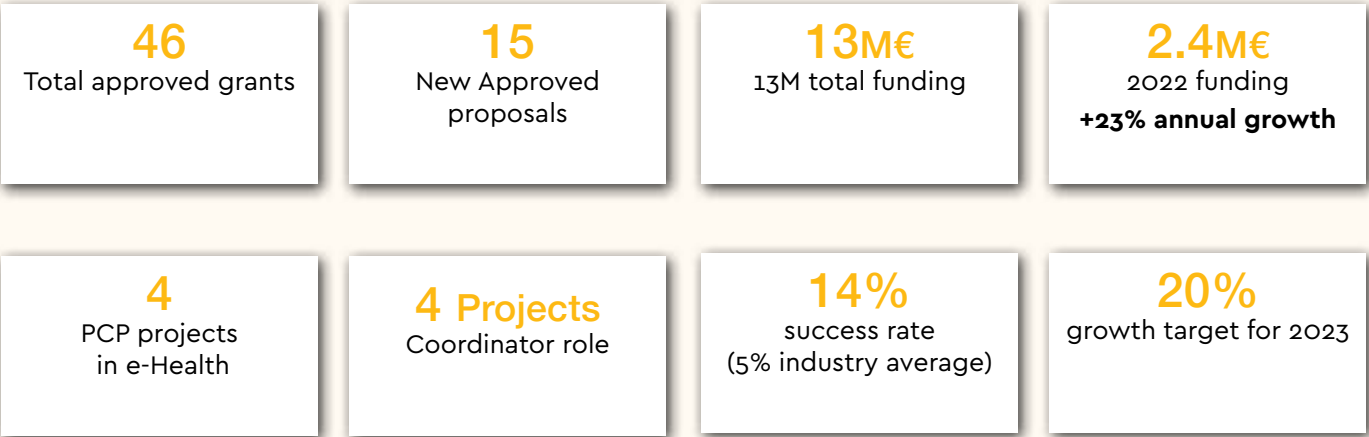 46
Total approved grants
15
New Approved
proposals
13M€
13M total funding
2.4M€
2022 funding
+23% annual growth
4
PCP projects
in e-Health
4 Projects
Coordinator role
14%
success rate
(5% industry average)
20%
growth target for 2023